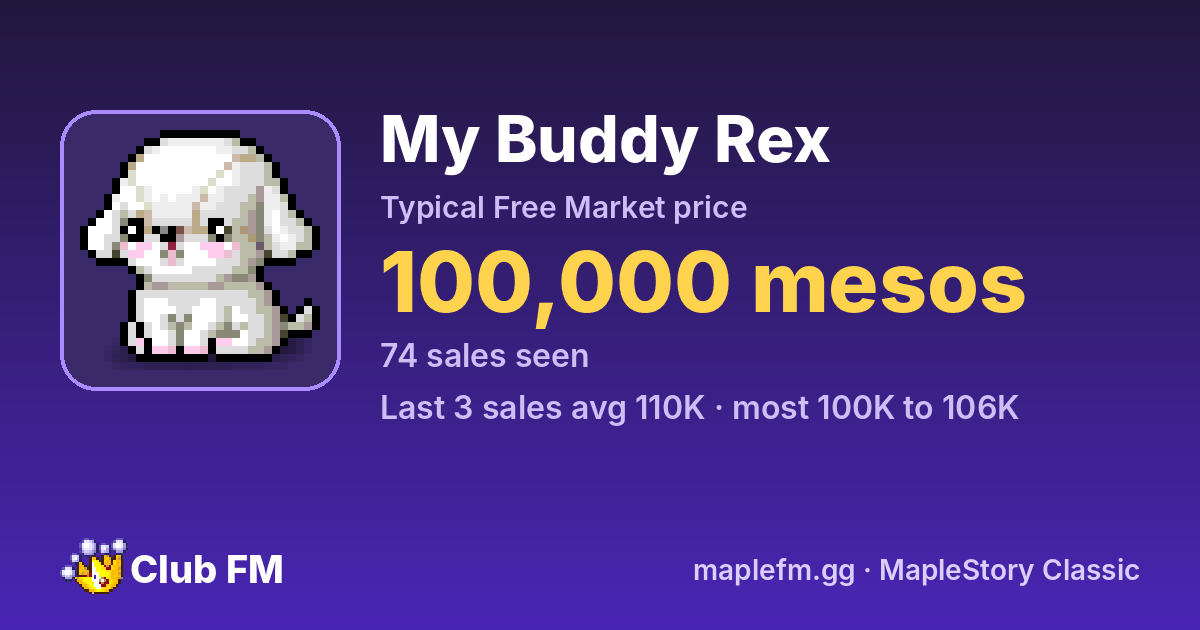 My Buddy Rex
Typical Free Market price
100,000 mesos
74 sales seen
Last 3 sales avg 110K · most 100K to 106K
Club FM
maplefm.gg · MapleStory Classic